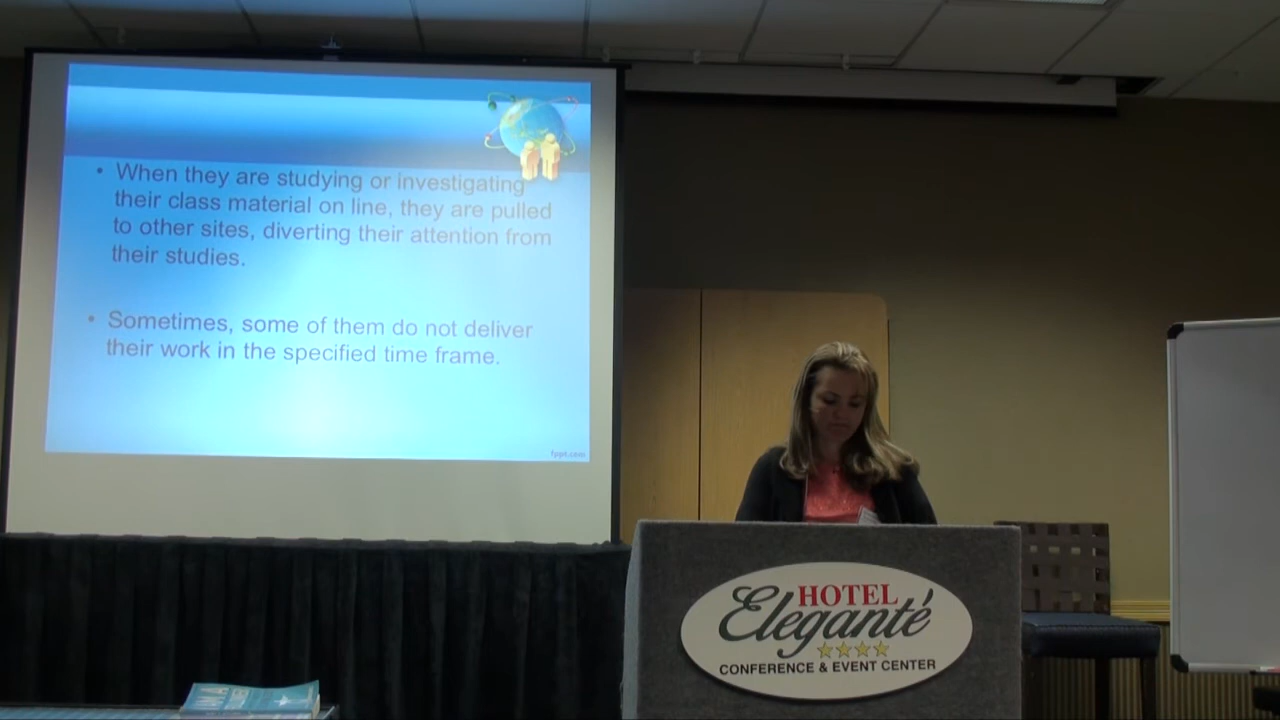 • When they are studying or investigating
their class material on line, they are pulled
to other sites, diverting their attention from
their studies.
• Sometimes, some of them do not deliver
their work in the specified time frame.
fppt.com
HOTEL
Eleganté
CONFERENCE & EVENT CENTER
I AM A